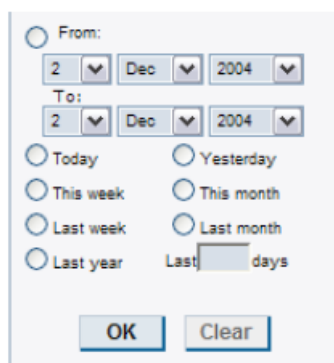 From:
2 Dec 2004
To:
2 Dec 2004
Today Yesterday
This week This month
Last week Last month
Last year Last days
OK Clear